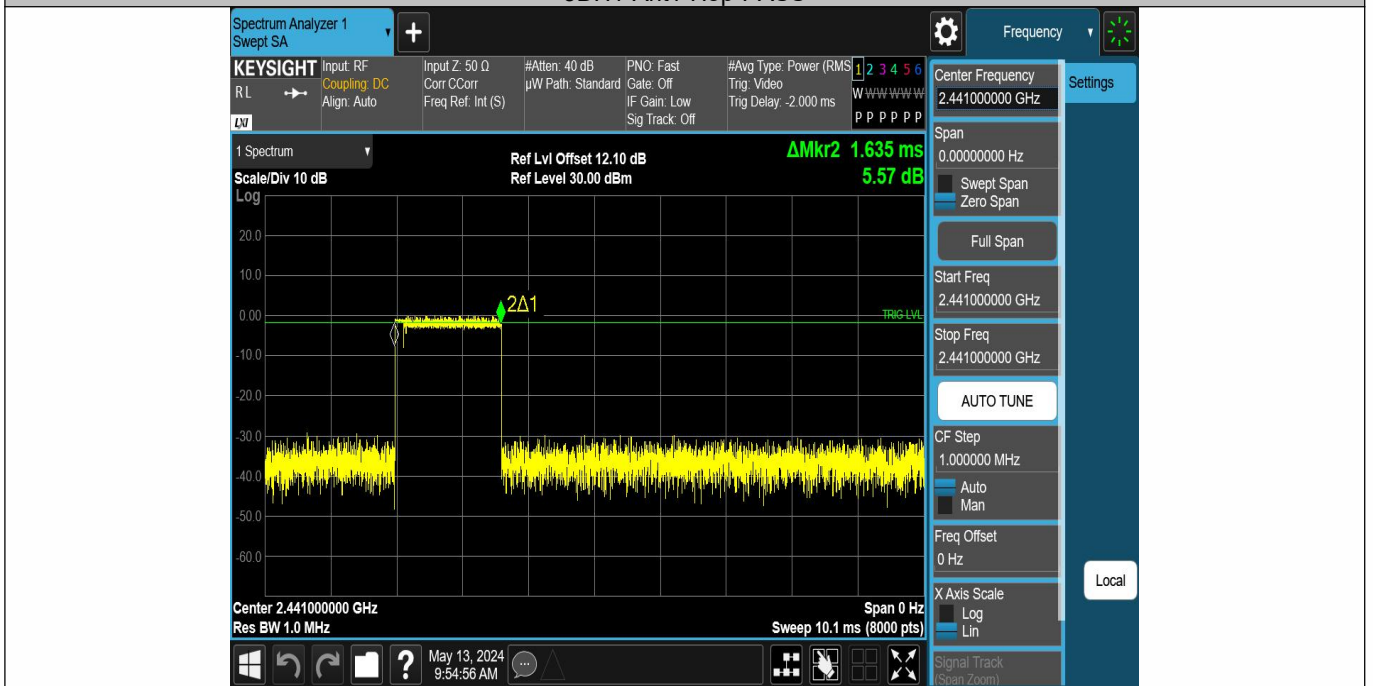 Spectrum Analyzer 1
Swept SA
+
Frequency
KEYSIGHT
RL
LXI
Input: RF
Coupling: DC
Align: Auto
Input Z: 50 Ω
Corr CCorr
Freq Ref: Int (S)
#Atten: 40 dB
µW Path: Standard
PNO: Fast
Gate: Off
IF Gain: Low
Sig Track: Off
#Avg Type: Power (RMS
Trig: Video
Trig Delay: -2.000 ms
1 2 3 4 5 6
W W W W W W
P P P P P P
1 Spectrum
Scale/Div 10 dB
Ref Lvl Offset 12.10 dB
Ref Level 30.00 dBm
ΔMkr2 1.635 ms
5.57 dB
Log
20.0
10.0
0.00
-10.0
-20.0
-30.0
-40.0
-50.0
-60.0
2Δ1
TRIG LVL
Center 2.441000000 GHz
Res BW 1.0 MHz
Span 0 Hz
Sweep 10.1 ms (8000 pts)
?
May 13, 2024
9:54:56 AM
Center Frequency
2.441000000 GHz
Settings
Span
0.00000000 Hz
Swept Span
Zero Span
Full Span
Start Freq
2.441000000 GHz
Stop Freq
2.441000000 GHz
AUTO TUNE
CF Step
1.000000 MHz
Auto
Man
Freq Offset
0 Hz
X Axis Scale
Log
Lin
Local
Signal Track
(Span Zoom)